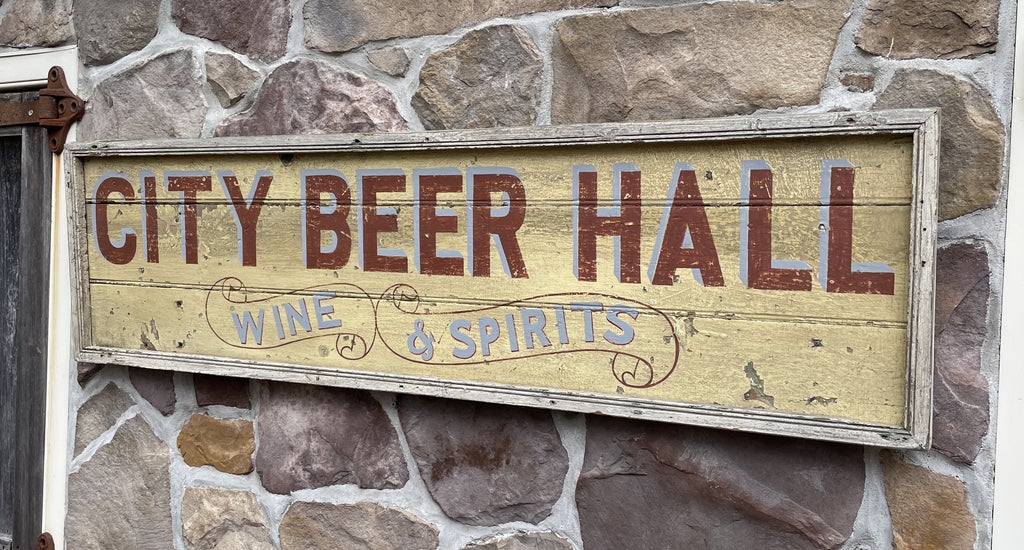 CITY BEER HALL
WINE & SPIRITS